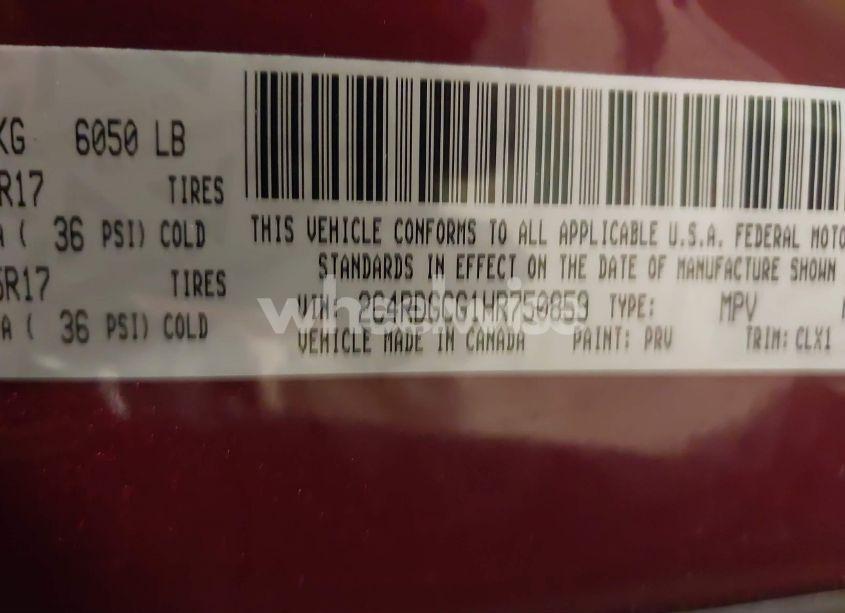 KG 6050 LB
R17 TIRES
A ( 36 PSI) COLD
5R17 TIRES
A ( 36 PSI) COLD
THIS VEHICLE CONFORMS TO ALL APPLICABLE U.S.A. FEDERAL MOTO
STANDARDS IN EFFECT ON THE DATE OF MANUFACTURE SHOWN
VIN: 2C4RDGCG1HR750859 TYPE: MPV
VEHICLE MADE IN CANADA PAINT: PRV TRIM: CLX1